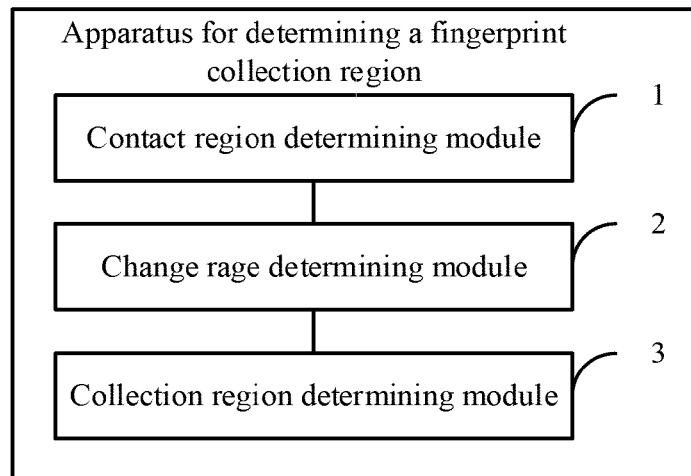 Apparatus for determining a fingerprint
collection region
1
Contact region determining module
2
Change rage determining module
3
Collection region determining module